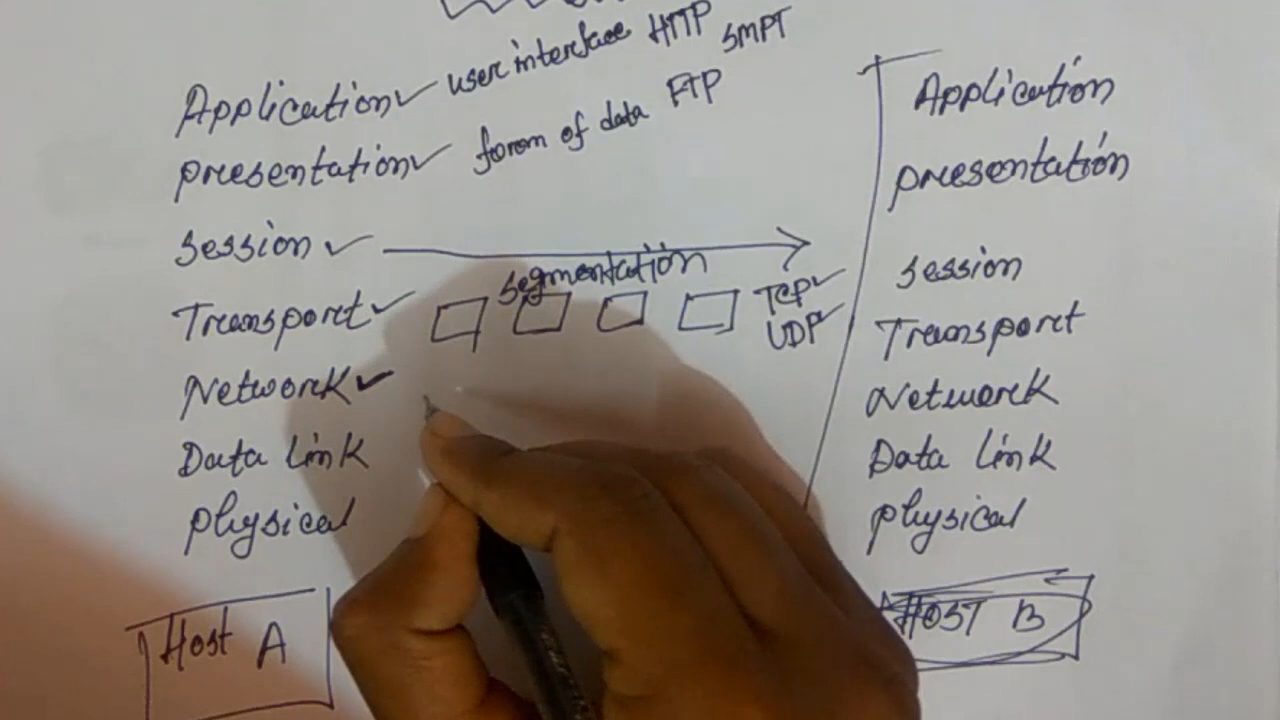 Application user interface HTTP SMPT
presentation form of data FTP
Session
segmentation
Transport TCP
UDP
Network
Data link
physical
Host A
Application
presentation
session
Transport
Network
Data link
physical
HOST B